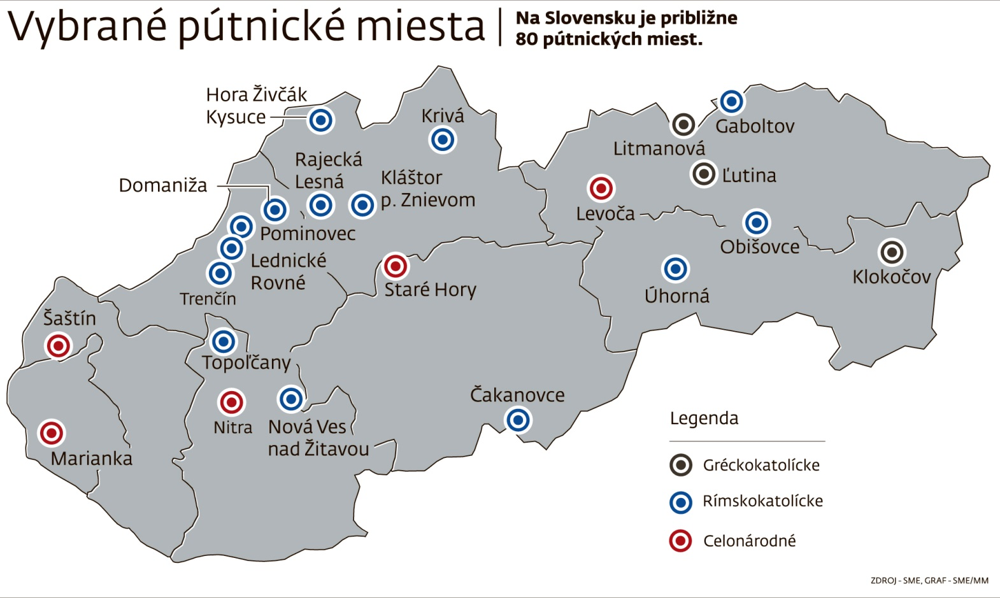 Vybrané pútnické miesta
Na Slovensku je približne
80 pútnických miest.
Hora Živčák
Kysuce
Krivá
Gaboltov
Litmanová
Rajecká
Lesná
Domaniža
Kláštor
p. Znievom
Ľutina
Levoča
Pominovec
Obišovce
Lednické
Rovné
Klokočov
Staré Hory
Úhorná
Trenčín
Šaštín
Topoľčany
Čakanovce
Nitra
Nová Ves
nad Žitavou
Marianka
Legenda
Gréckokatolícke
Rímskokatolícke
Celonárodné
ZDROJ - SME, GRAF - SME/MM